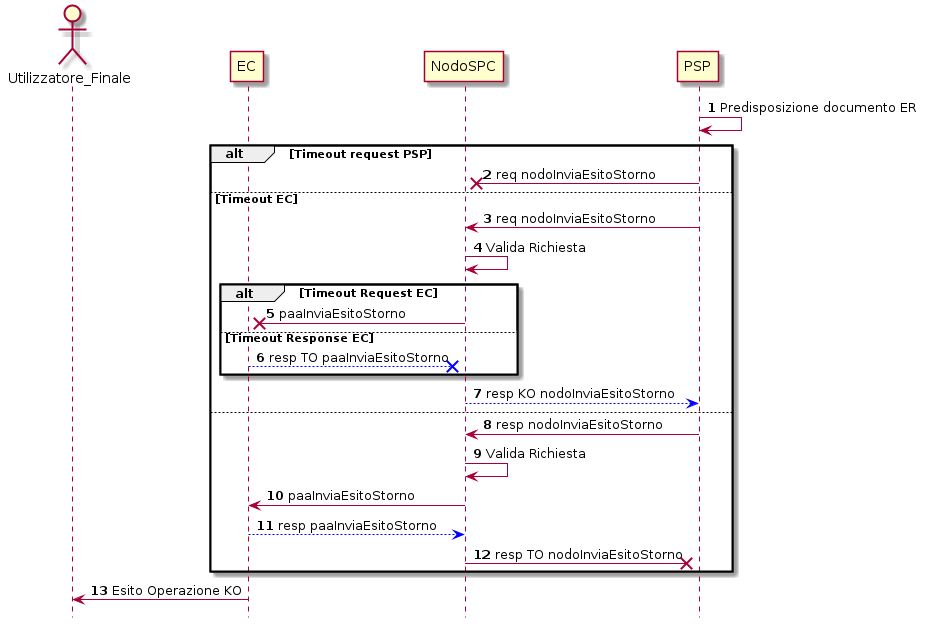 Utilizzatore_Finale
EC
NodoSPC
PSP
1 Predisposizione documento ER
alt [Timeout request PSP]
2 req nodoInviaEsitoStorno
[Timeout EC]
3 req nodoInviaEsitoStorno
4 Valida Richiesta
alt [Timeout Request EC]
5 paaInviaEsitoStorno
[Timeout Response EC]
6 resp TO paaInviaEsitoStorno
7 resp KO nodoInviaEsitoStorno
8 resp nodoInviaEsitoStorno
9 Valida Richiesta
10 paaInviaEsitoStorno
11 resp paaInviaEsitoStorno
12 resp TO nodoInviaEsitoStorno
13 Esito Operazione KO